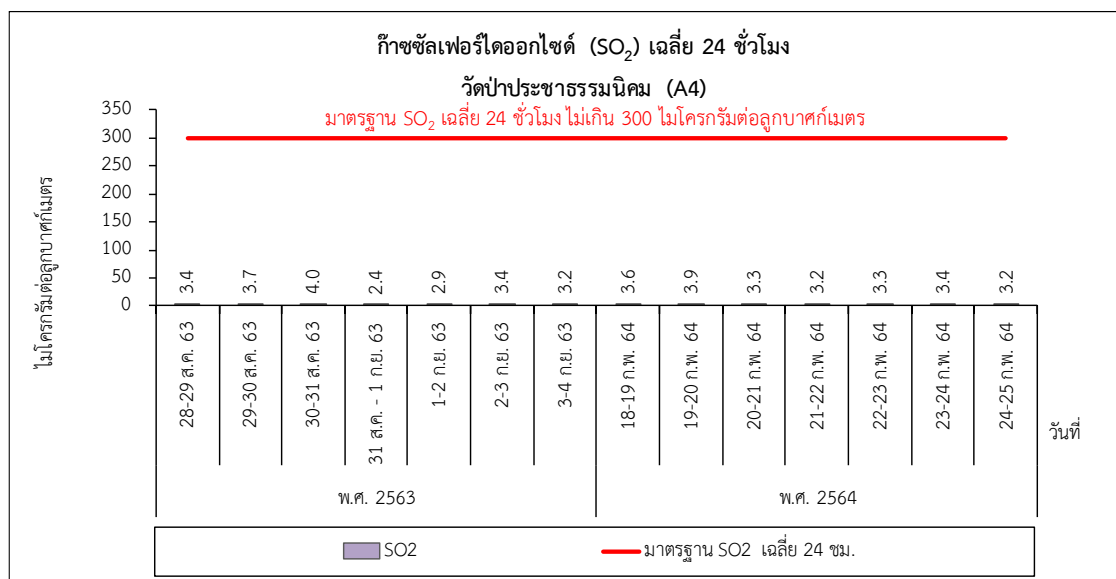 ก๊าซซัลเฟอร์ไดออกไซด์ (SO₂) เฉลี่ย 24 ชั่วโมง
วัดป่าประชาธรรมนิคม (A4)
มาตรฐาน SO₂ เฉลี่ย 24 ชั่วโมง ไม่เกิน 300 ไมโครกรัมต่อลูกบาศก์เมตร
ไมโครกรัมต่อลูกบาศก์เมตร
350
300
250
200
150
100
50
0
3.4
3.7
4.0
2.4
2.9
3.4
3.2
3.6
3.9
3.3
3.2
3.3
3.4
3.2
28-29 ส.ค. 63
29-30 ส.ค. 63
30-31 ส.ค. 63
31 ส.ค. - 1 ก.ย. 63
1-2 ก.ย. 63
2-3 ก.ย. 63
3-4 ก.ย. 63
18-19 ก.พ. 64
19-20 ก.พ. 64
20-21 ก.พ. 64
21-22 ก.พ. 64
22-23 ก.พ. 64
23-24 ก.พ. 64
24-25 ก.พ. 64
วันที่
พ.ศ. 2563
พ.ศ. 2564
SO2
มาตรฐาน SO2 เฉลี่ย 24 ชม.